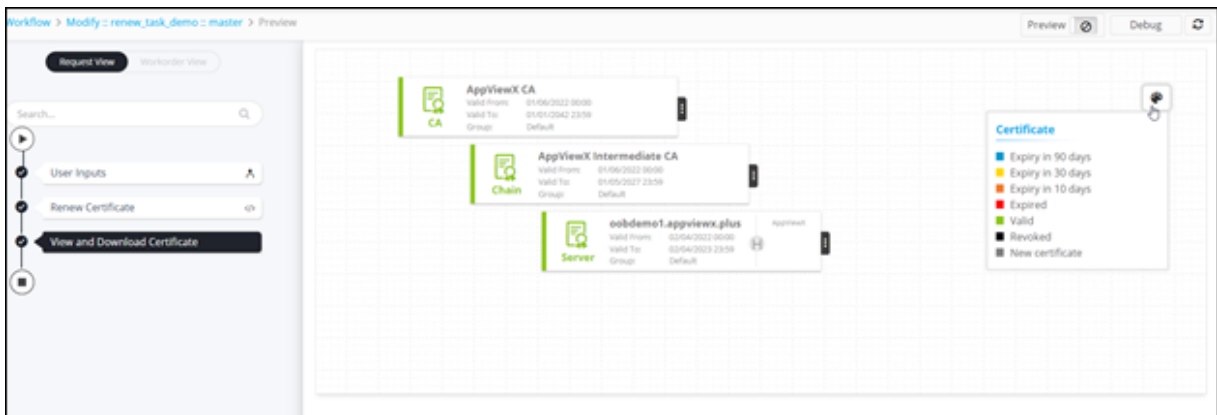 Workflow > Modify :: renew_task_demo :: master > Preview
Preview
Debug
Request View
Workorder View
Search...
User Inputs
Renew Certificate
View and Download Certificate
AppViewX CA
Valid From: 01/06/2022 00:00
Valid To: 01/01/2042 23:59
Group: Default
CA
AppViewX Intermediate CA
Valid From: 01/06/2022 00:00
Valid To: 01/05/2027 23:59
Group: Default
Chain
oobdemo1.appviewx.plus
Valid From: 02/04/2022 00:00
Valid To: 02/04/2023 23:59
Group: Default
Server
AppViewX
Certificate
Expiry in 90 days
Expiry in 30 days
Expiry in 10 days
Expired
Valid
Revoked
New certificate